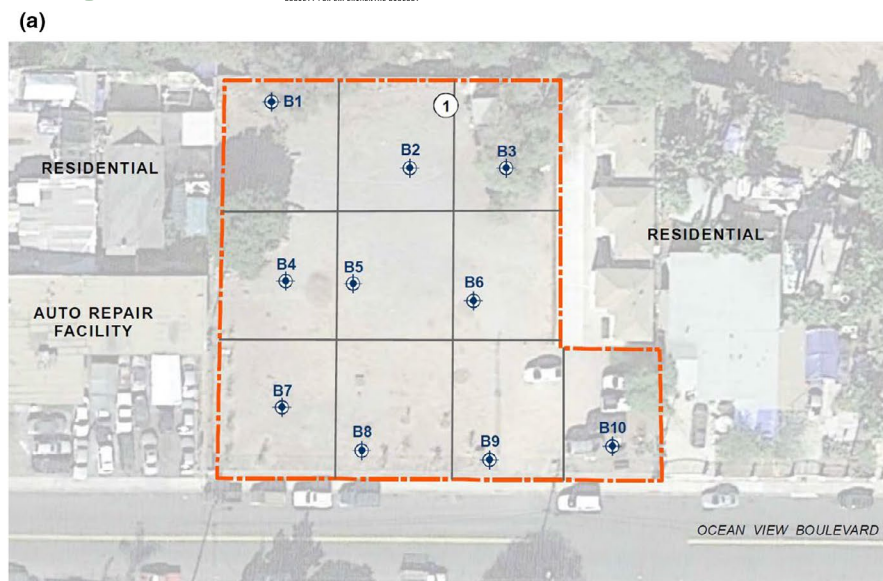 (a)
B1
1
B2
B3
RESIDENTIAL
RESIDENTIAL
B4
B5
B6
AUTO REPAIR
FACILITY
B7
B8
B9
B10
OCEAN VIEW BOULEVARD